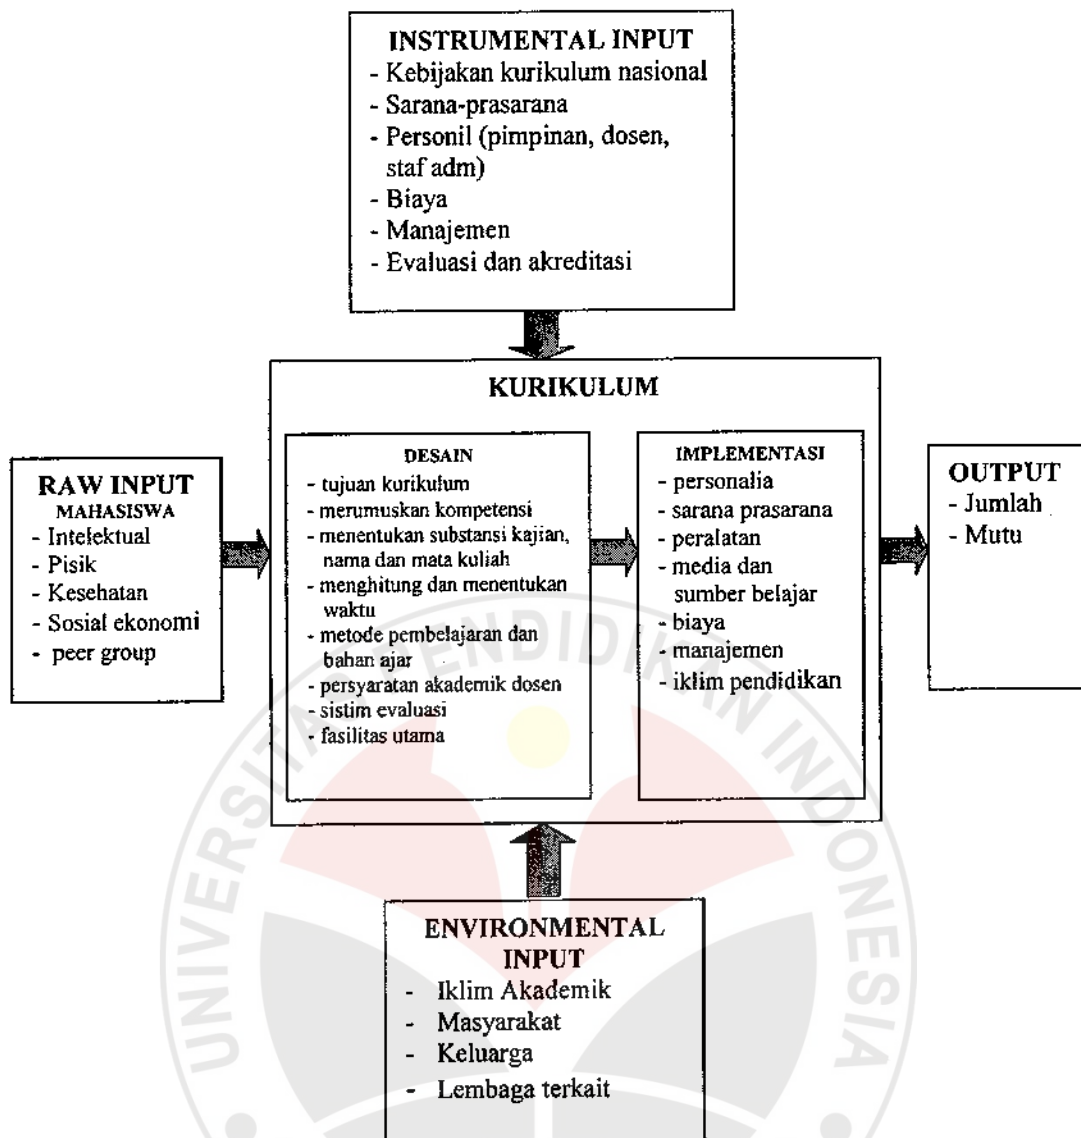 INSTRUMENTAL INPUT
- Kebijakan kurikulum nasional
- Sarana-prasarana
- Personil (pimpinan, dosen,
staf adm)
- Biaya
- Manajemen
- Evaluasi dan akreditasi
KURIKULUM
RAW INPUT
MAHASISWA
- Intelektual
- Pisik
- Kesehatan
- Sosial ekonomi
- peer group
DESAIN
- tujuan kurikulum
- merumuskan kompetensi
- menentukan substansi kajian,
nama dan mata kuliah
- menghitung dan menentukan
waktu
- metode pembelajaran dan
bahan ajar
- persyaratan akademik dosen
- sistim evaluasi
- fasilitas utama
IMPLEMENTASI
- personalia
- sarana prasarana
- peralatan
- media dan
sumber belajar
- biaya
- manajemen
- iklim pendidikan
OUTPUT
- Jumlah
- Mutu
ENVIRONMENTAL
INPUT
- Iklim Akademik
- Masyarakat
- Keluarga
- Lembaga terkait
UNIVERSITAS PENDIDIKAN INDONESIA